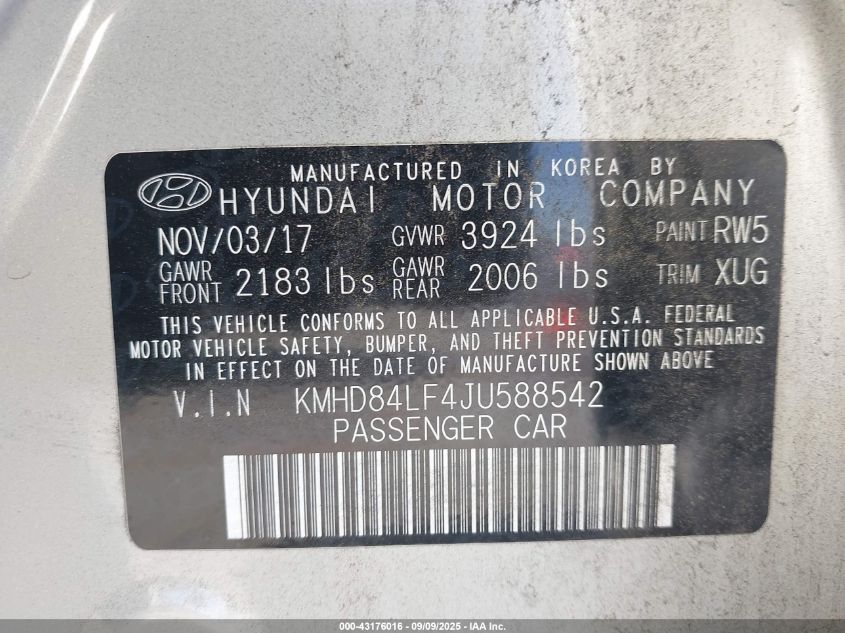 MANUFACTURED IN KOREA BY
HYUNDAI MOTOR COMPANY
NOV/03/17 GVWR 3924 lbs PAINT RW5
GAWR FRONT 2183 lbs GAWR REAR 2006 lbs TRIM XUG
THIS VEHICLE CONFORMS TO ALL APPLICABLE U.S.A. FEDERAL
MOTOR VEHICLE SAFETY, BUMPER, AND THEFT PREVENTION STANDARDS
IN EFFECT ON THE DATE OF MANUFACTURE SHOWN ABOVE
V.I.N KMHD84LF4JU588542
PASSENGER CAR
000-43176016 - 09/09/2025 - IAA Inc.